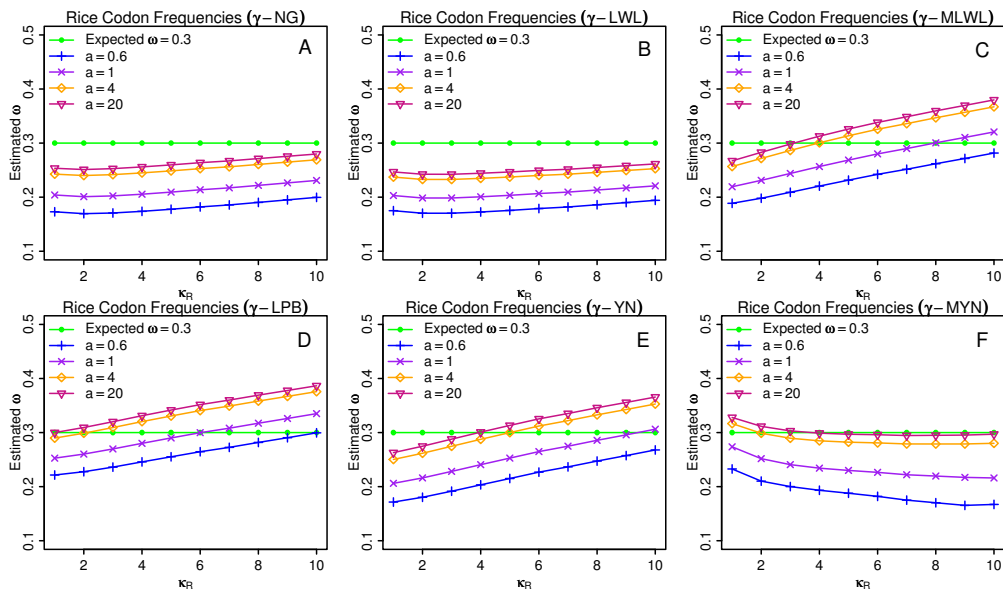 Rice Codon Frequencies (γ−NG)
A
Expected ω = 0.3
a = 0.6
a = 1
a = 4
a = 20
Estimated ω
0.5
0.4
0.3
0.2
0.1
2 4 6 8 10
κR
Rice Codon Frequencies (γ−LWL)
B
Expected ω = 0.3
a = 0.6
a = 1
a = 4
a = 20
Estimated ω
0.5
0.4
0.3
0.2
0.1
2 4 6 8 10
κR
Rice Codon Frequencies (γ−MLWL)
C
Expected ω = 0.3
a = 0.6
a = 1
a = 4
a = 20
Estimated ω
0.5
0.4
0.3
0.2
0.1
2 4 6 8 10
κR
Rice Codon Frequencies (γ−LPB)
D
Expected ω = 0.3
a = 0.6
a = 1
a = 4
a = 20
Estimated ω
0.5
0.4
0.3
0.2
0.1
2 4 6 8 10
κR
Rice Codon Frequencies (γ−YN)
E
Expected ω = 0.3
a = 0.6
a = 1
a = 4
a = 20
Estimated ω
0.5
0.4
0.3
0.2
0.1
2 4 6 8 10
κR
Rice Codon Frequencies (γ−MYN)
F
Expected ω = 0.3
a = 0.6
a = 1
a = 4
a = 20
Estimated ω
0.5
0.4
0.3
0.2
0.1
2 4 6 8 10
κR